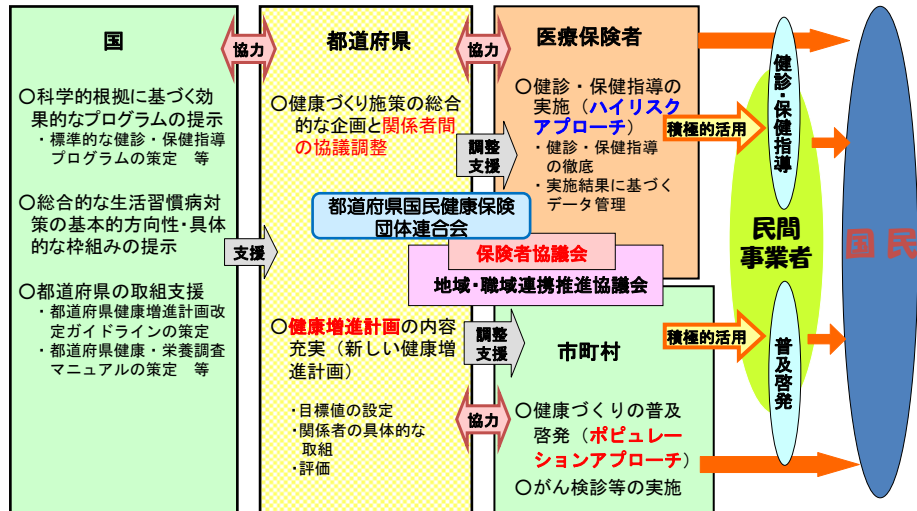 国
○科学的根拠に基づく効
果的なプログラムの提示
・標準的な健診・保健指導
プログラムの策定　等
○総合的な生活習慣病対
策の基本的方向性・具体
的な枠組みの提示
○都道府県の取組支援
・都道府県健康増進計画改
定ガイドラインの策定
・都道府県健康・栄養調査
マニュアルの策定　等
協力
支援
都道府県
○健康づくり施策の総合
的な企画と関係者間
の協議調整
都道府県国民健康保険
団体連合会
保険者協議会
地域・職域連携推進協議会
○健康増進計画の内容
充実（新しい健康増
進計画）
・目標値の設定
・関係者の具体的な
取組
・評価
協力
調整
支援
調整
支援
協力
医療保険者
○健診・保健指導の
実施（ハイリスク
アプローチ）
・健診・保健指導
の徹底
・実施結果に基づく
データ管理
市町村
○健康づくりの普及
啓発（ポピュレー
ションアプローチ）
○がん検診等の実施
積極的活用
積極的活用
健診・保健指導
民間
事業者
普及啓発
国民